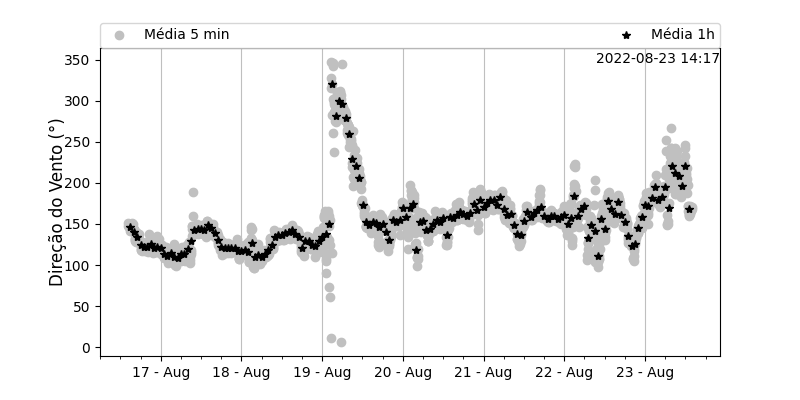 Média 5 min
Média 1h
2022-08-23 14:17
Direção do Vento (°)
350
300
250
200
150
100
50
0
17 - Aug
18 - Aug
19 - Aug
20 - Aug
21 - Aug
22 - Aug
23 - Aug